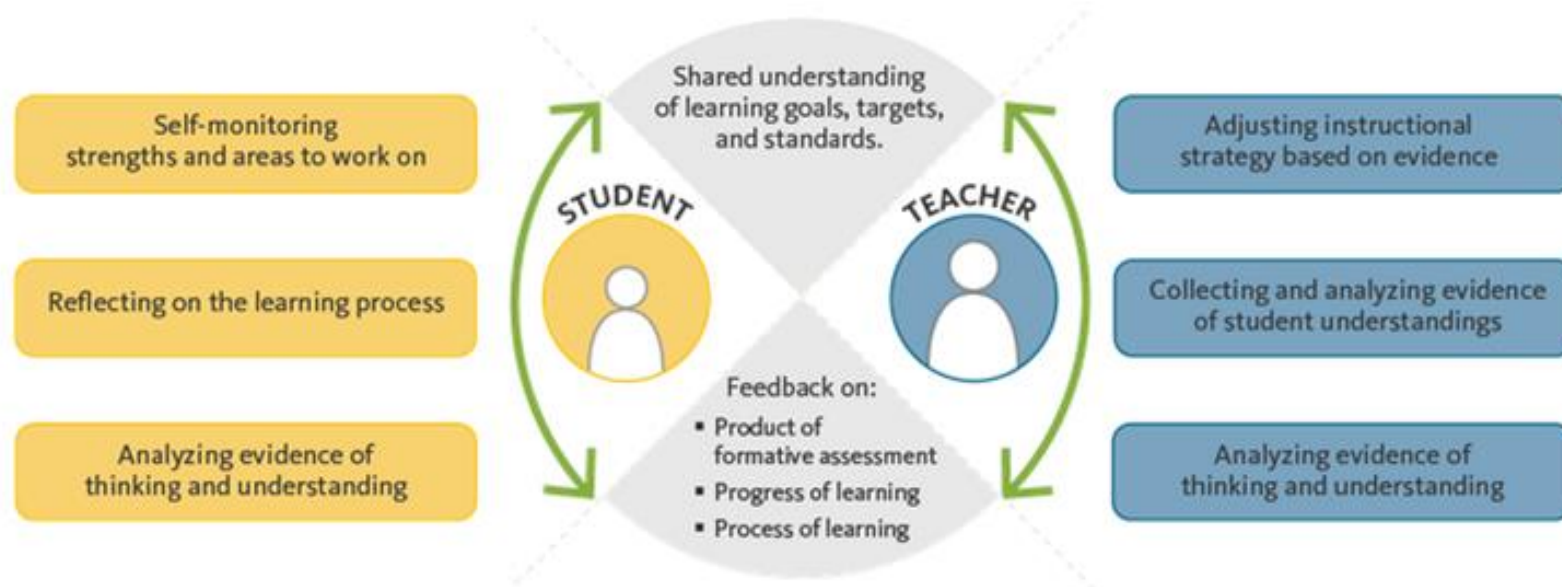 Self-monitoring
strengths and areas to work on
Reflecting on the learning process
Analyzing evidence of
thinking and understanding
STUDENT
Shared understanding
of learning goals, targets,
and standards.
Feedback on:
▪ Product of
formative assessment
▪ Progress of learning
▪ Process of learning
TEACHER
Adjusting instructional
strategy based on evidence
Collecting and analyzing evidence
of student understandings
Analyzing evidence of
thinking and understanding